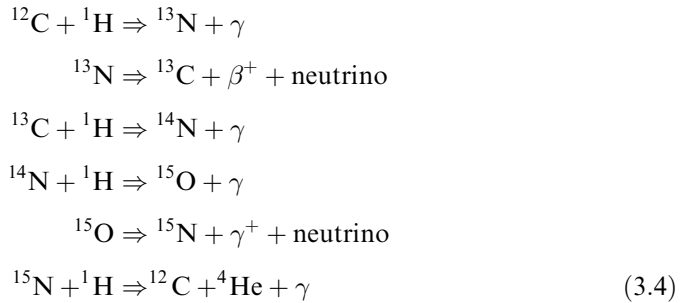 ¹²C + ¹H ⇒ ¹³N + γ
¹³N ⇒ ¹³C + β⁺ + neutrino
¹³C + ¹H ⇒ ¹⁴N + γ
¹⁴N + ¹H ⇒ ¹⁵O + γ
¹⁵O ⇒ ¹⁵N + γ⁺ + neutrino
¹⁵N + ¹H ⇒ ¹²C + ⁴He + γ (3.4)